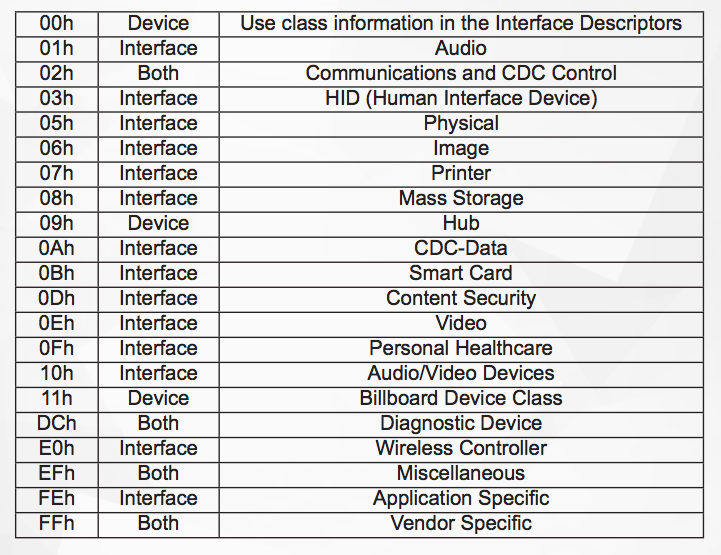 00h Device Use class information in the Interface Descriptors
01h Interface Audio
02h Both Communications and CDC Control
03h Interface HID (Human Interface Device)
05h Interface Physical
06h Interface Image
07h Interface Printer
08h Interface Mass Storage
09h Device Hub
0Ah Interface CDC-Data
0Bh Interface Smart Card
0Dh Interface Content Security
0Eh Interface Video
0Fh Interface Personal Healthcare
10h Interface Audio/Video Devices
11h Device Billboard Device Class
DCh Both Diagnostic Device
E0h Interface Wireless Controller
EFh Both Miscellaneous
FEh Interface Application Specific
FFh Both Vendor Specific